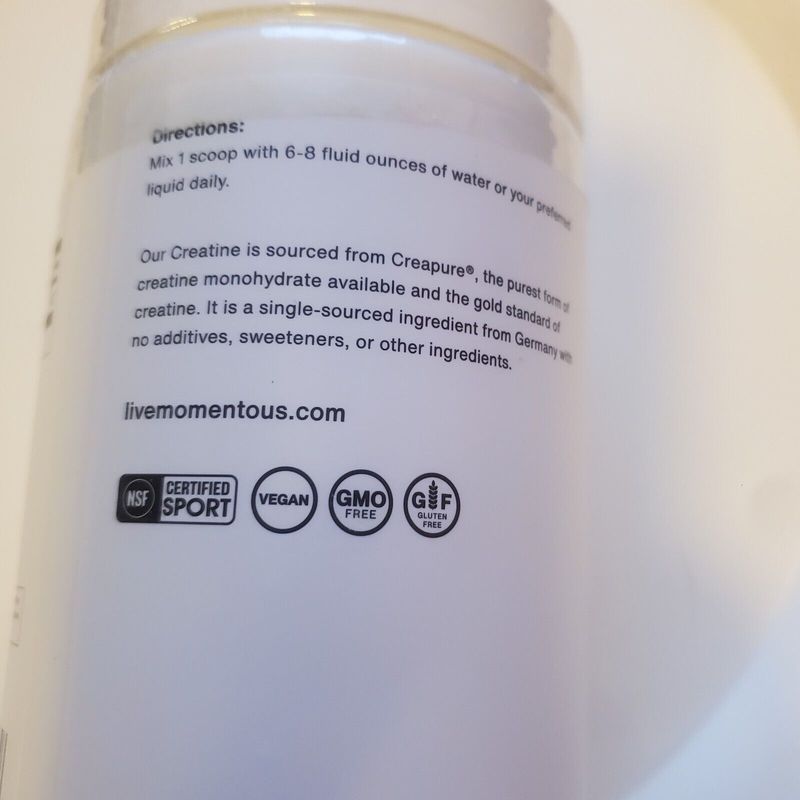 Directions:
Mix 1 scoop with 6-8 fluid ounces of water or your preferred
liquid daily.
Our Creatine is sourced from Creapure®, the purest form of
creatine monohydrate available and the gold standard of
creatine. It is a single-sourced ingredient from Germany with
no additives, sweeteners, or other ingredients.
livemomentous.com
NSF CERTIFIED SPORT
VEGAN
GMO FREE
GF GLUTEN FREE